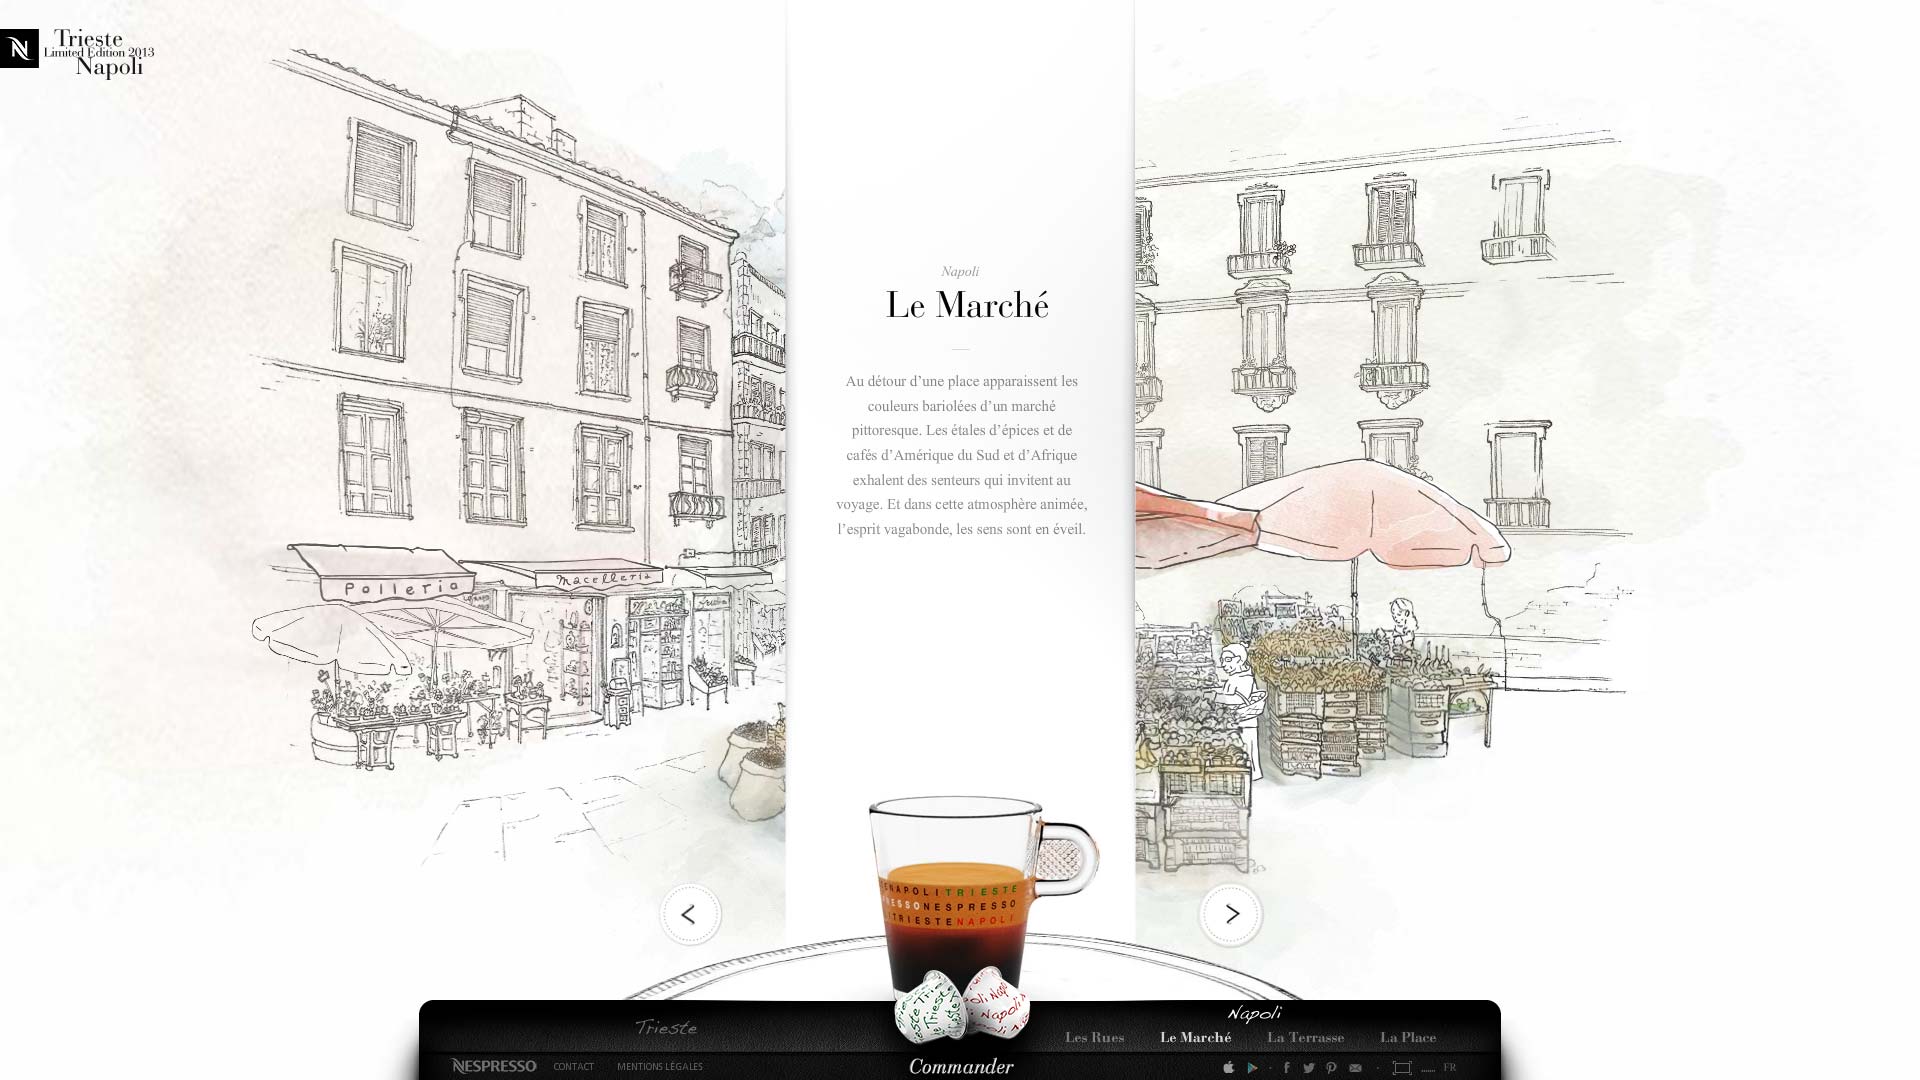 N
Trieste
Limited Edition 2013
Napoli
Napoli
Le Marché
Au détour d’une place apparaissent les
couleurs bariolées d’un marché
pittoresque. Les étales d’épices et de
cafés d’Amérique du Sud et d’Afrique
exhalent des senteurs qui invitent au
voyage. Et dans cette atmosphère animée,
l’esprit vagabonde, les sens sont en éveil.
Polleria
Macelleria
NAPOLITRIESTE
RESSONESPRESSO
TRIESTENAPOLI
<
>
Trieste
Napoli
Les Rues
Le Marché
La Terrasse
La Place
NESPRESSO
CONTACT
MENTIONS LÉGALES
Commander
FR